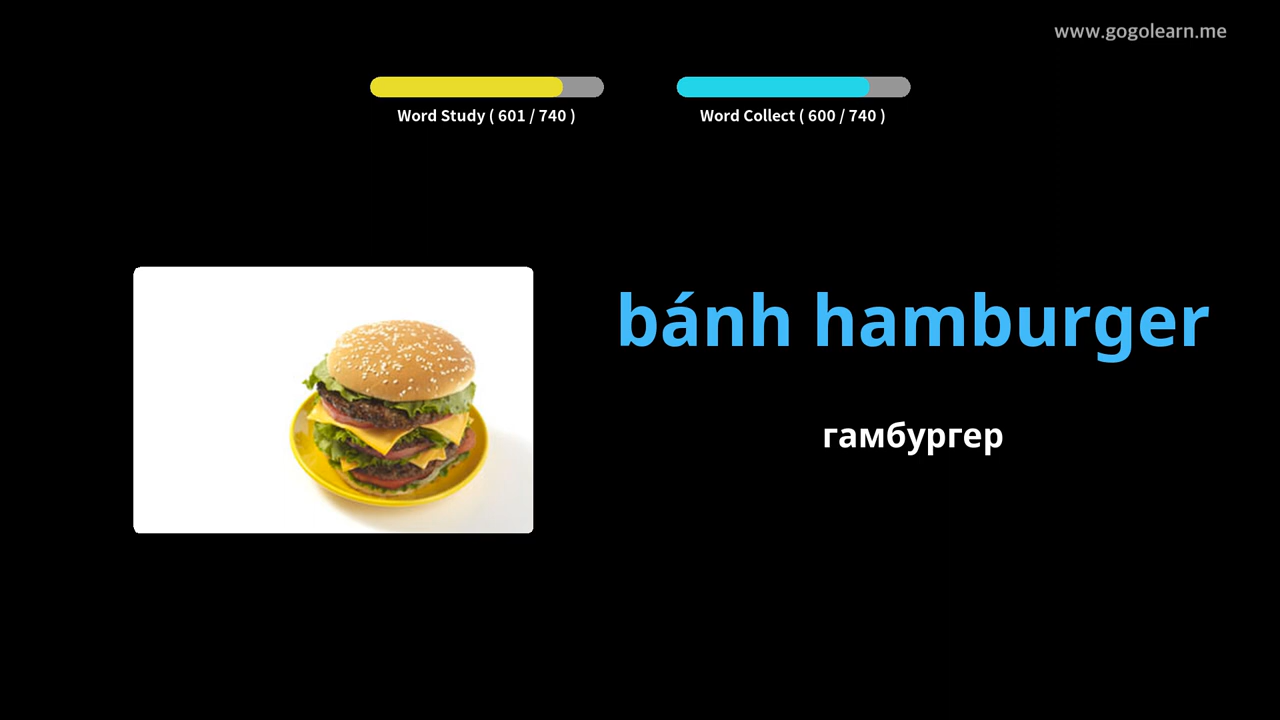 www.gogolearn.me
Word Study ( 601 / 740 )
Word Collect ( 600 / 740 )
bánh hamburger
гамбургер